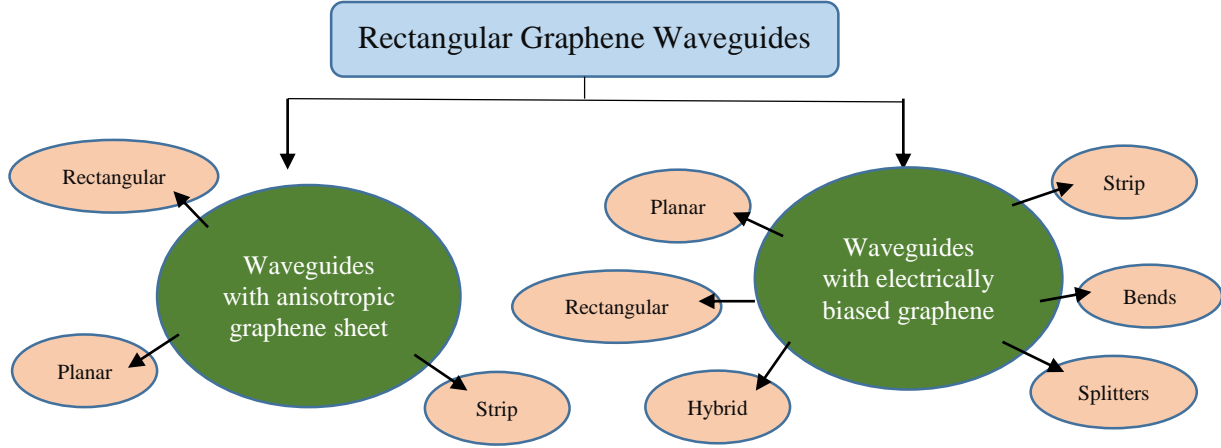 Rectangular Graphene Waveguides
Rectangular
Waveguides
with anisotropic
graphene sheet
Planar
Strip
Planar
Rectangular
Hybrid
Waveguides
with electrically
biased graphene
Strip
Bends
Splitters